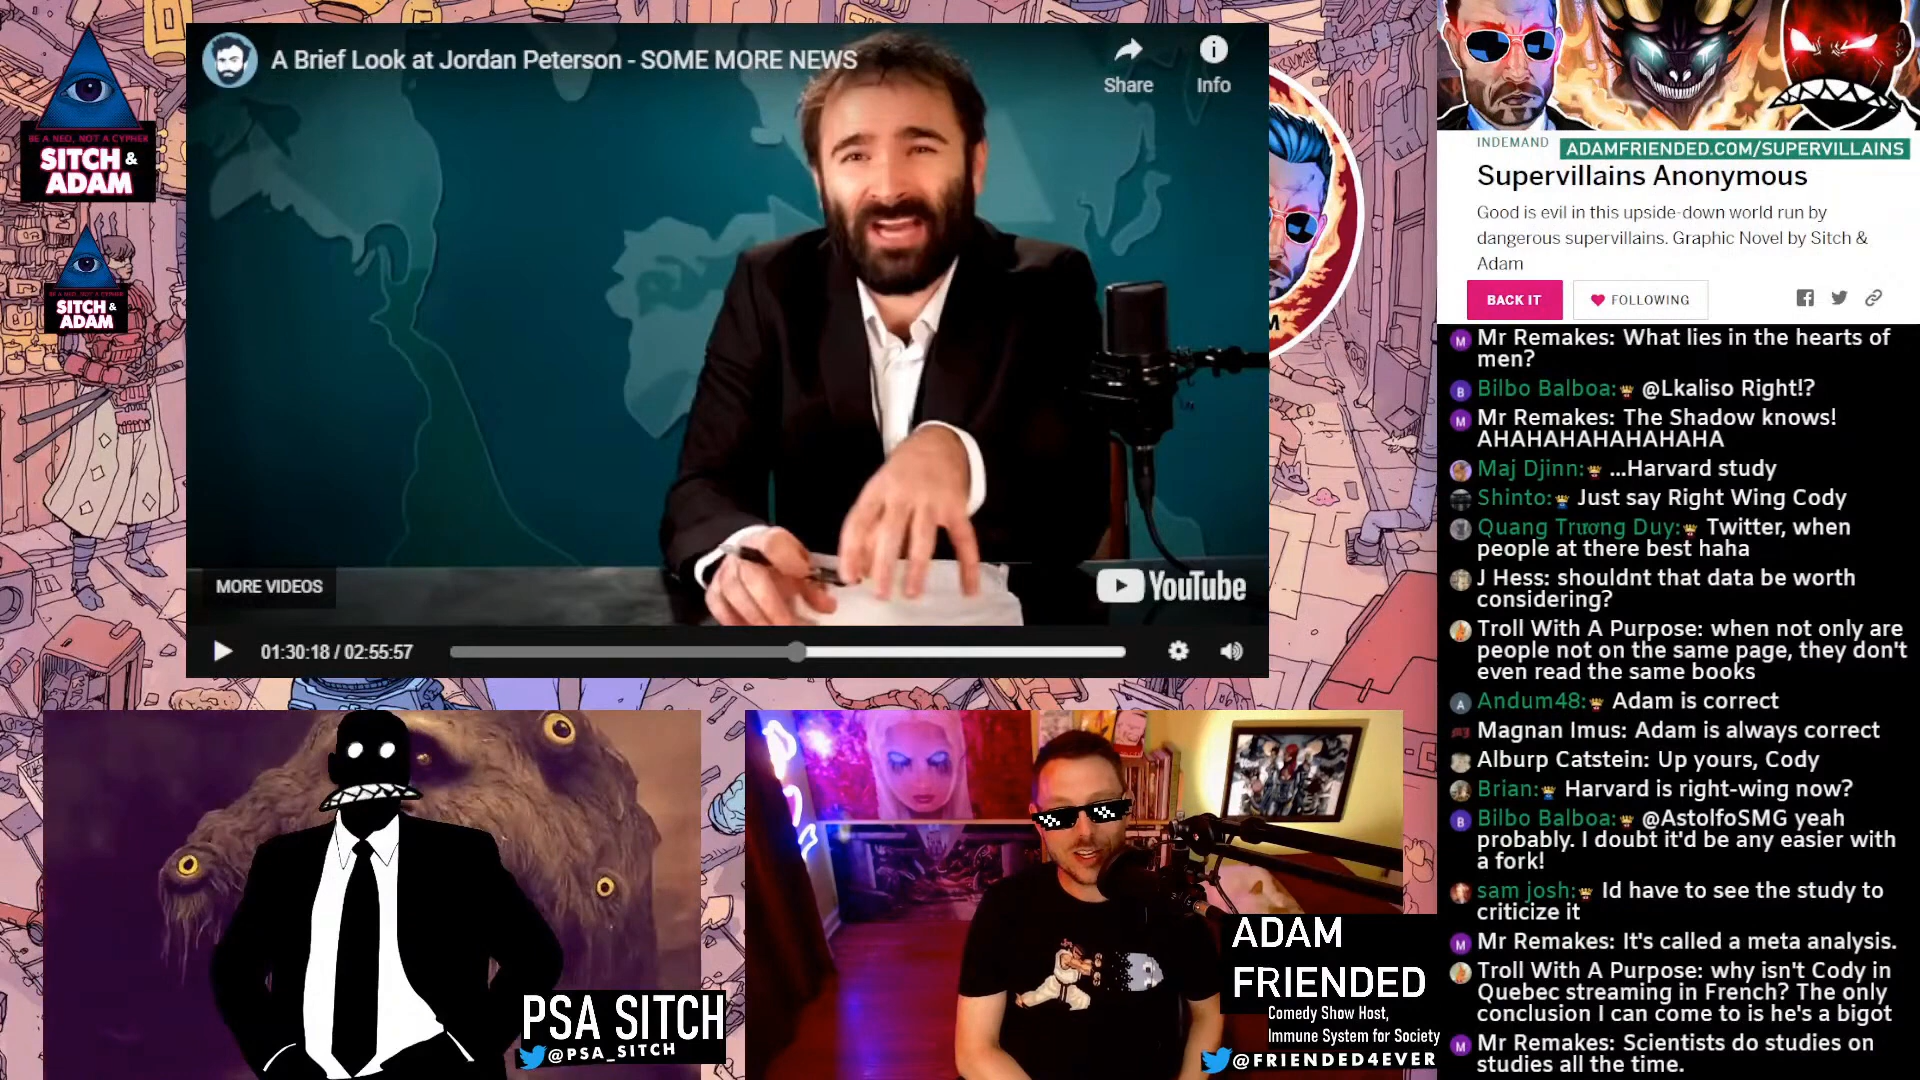 A Brief Look at Jordan Peterson - SOME MORE NEWS
Share
Info
BE A NEO, NOT A CYPHER
SITCH &
ADAM
BE A NEO, NOT A CYPHER
SITCH &
ADAM
MORE VIDEOS
YouTube
01:30:18 / 02:55:57
INDEMAND
ADAMFRIENDED.COM/SUPERVILLAINS
Supervillains Anonymous
Good is evil in this upside-down world run by
dangerous supervillains. Graphic Novel by Sitch &
Adam
BACK IT
FOLLOWING
Mr Remakes: What lies in the hearts of
men?
Bilbo Balboa: @Lkaliso Right!?
Mr Remakes: The Shadow knows!
AHAHAHAHAHAHAHA
Maj Djinn: ...Harvard study
Shinto: Just say Right Wing Cody
Quang Trương Duy: Twitter, when
people at there best haha
J Hess: shouldnt that data be worth
considering?
Troll With A Purpose: when not only are
people not on the same page, they don't
even read the same books
Andum48: Adam is correct
Magnan Imus: Adam is always correct
Alburp Catstein: Up yours, Cody
Brian: Harvard is right-wing now?
Bilbo Balboa: @AstolfoSMG yeah
probably. I doubt it'd be any easier with
a fork!
sam josh: Id have to see the study to
criticize it
Mr Remakes: It's called a meta analysis.
Troll With A Purpose: why isn't Cody in
Quebec streaming in French? The only
conclusion I can come to is he's a bigot
Mr Remakes: Scientists do studies on
studies all the time.
PSA SITCH
@PSA_SITCH
ADAM
FRIENDED
Comedy Show Host,
Immune System for Society
@FRIENDED4EVER